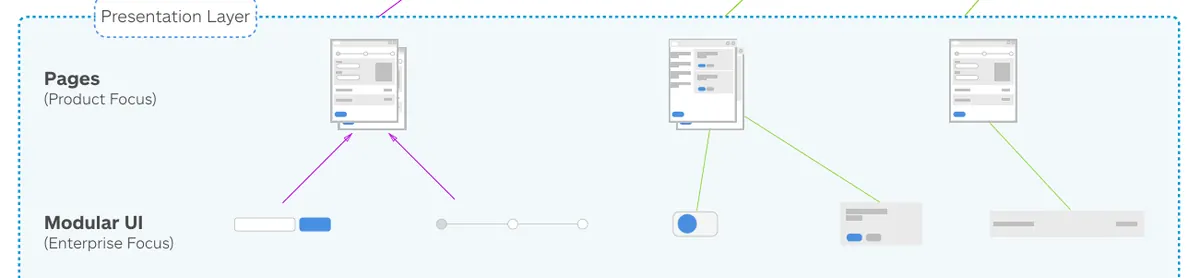 Presentation Layer
Pages
(Product Focus)
Modular UI
(Enterprise Focus)